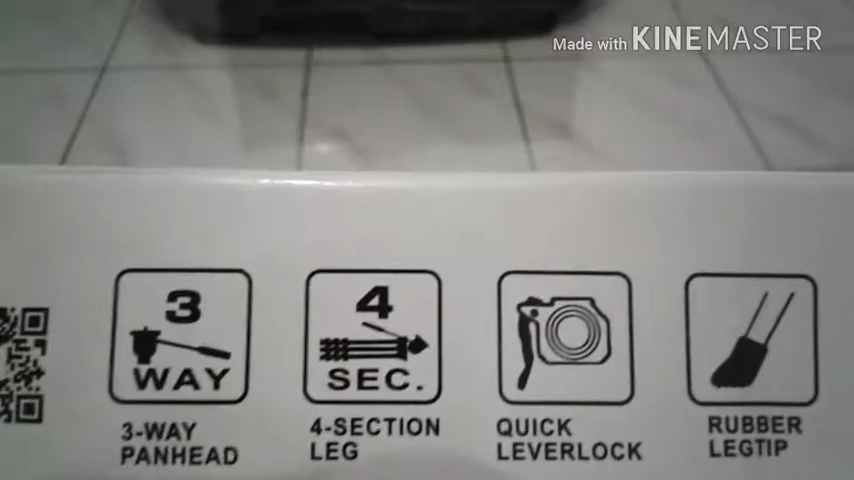 Made with KINEMASTER
3
WAY
4
SEC.
3-WAY
PANHEAD
4-SECTION
LEG
QUICK
LEVERLOCK
RUBBER
LEGTIP